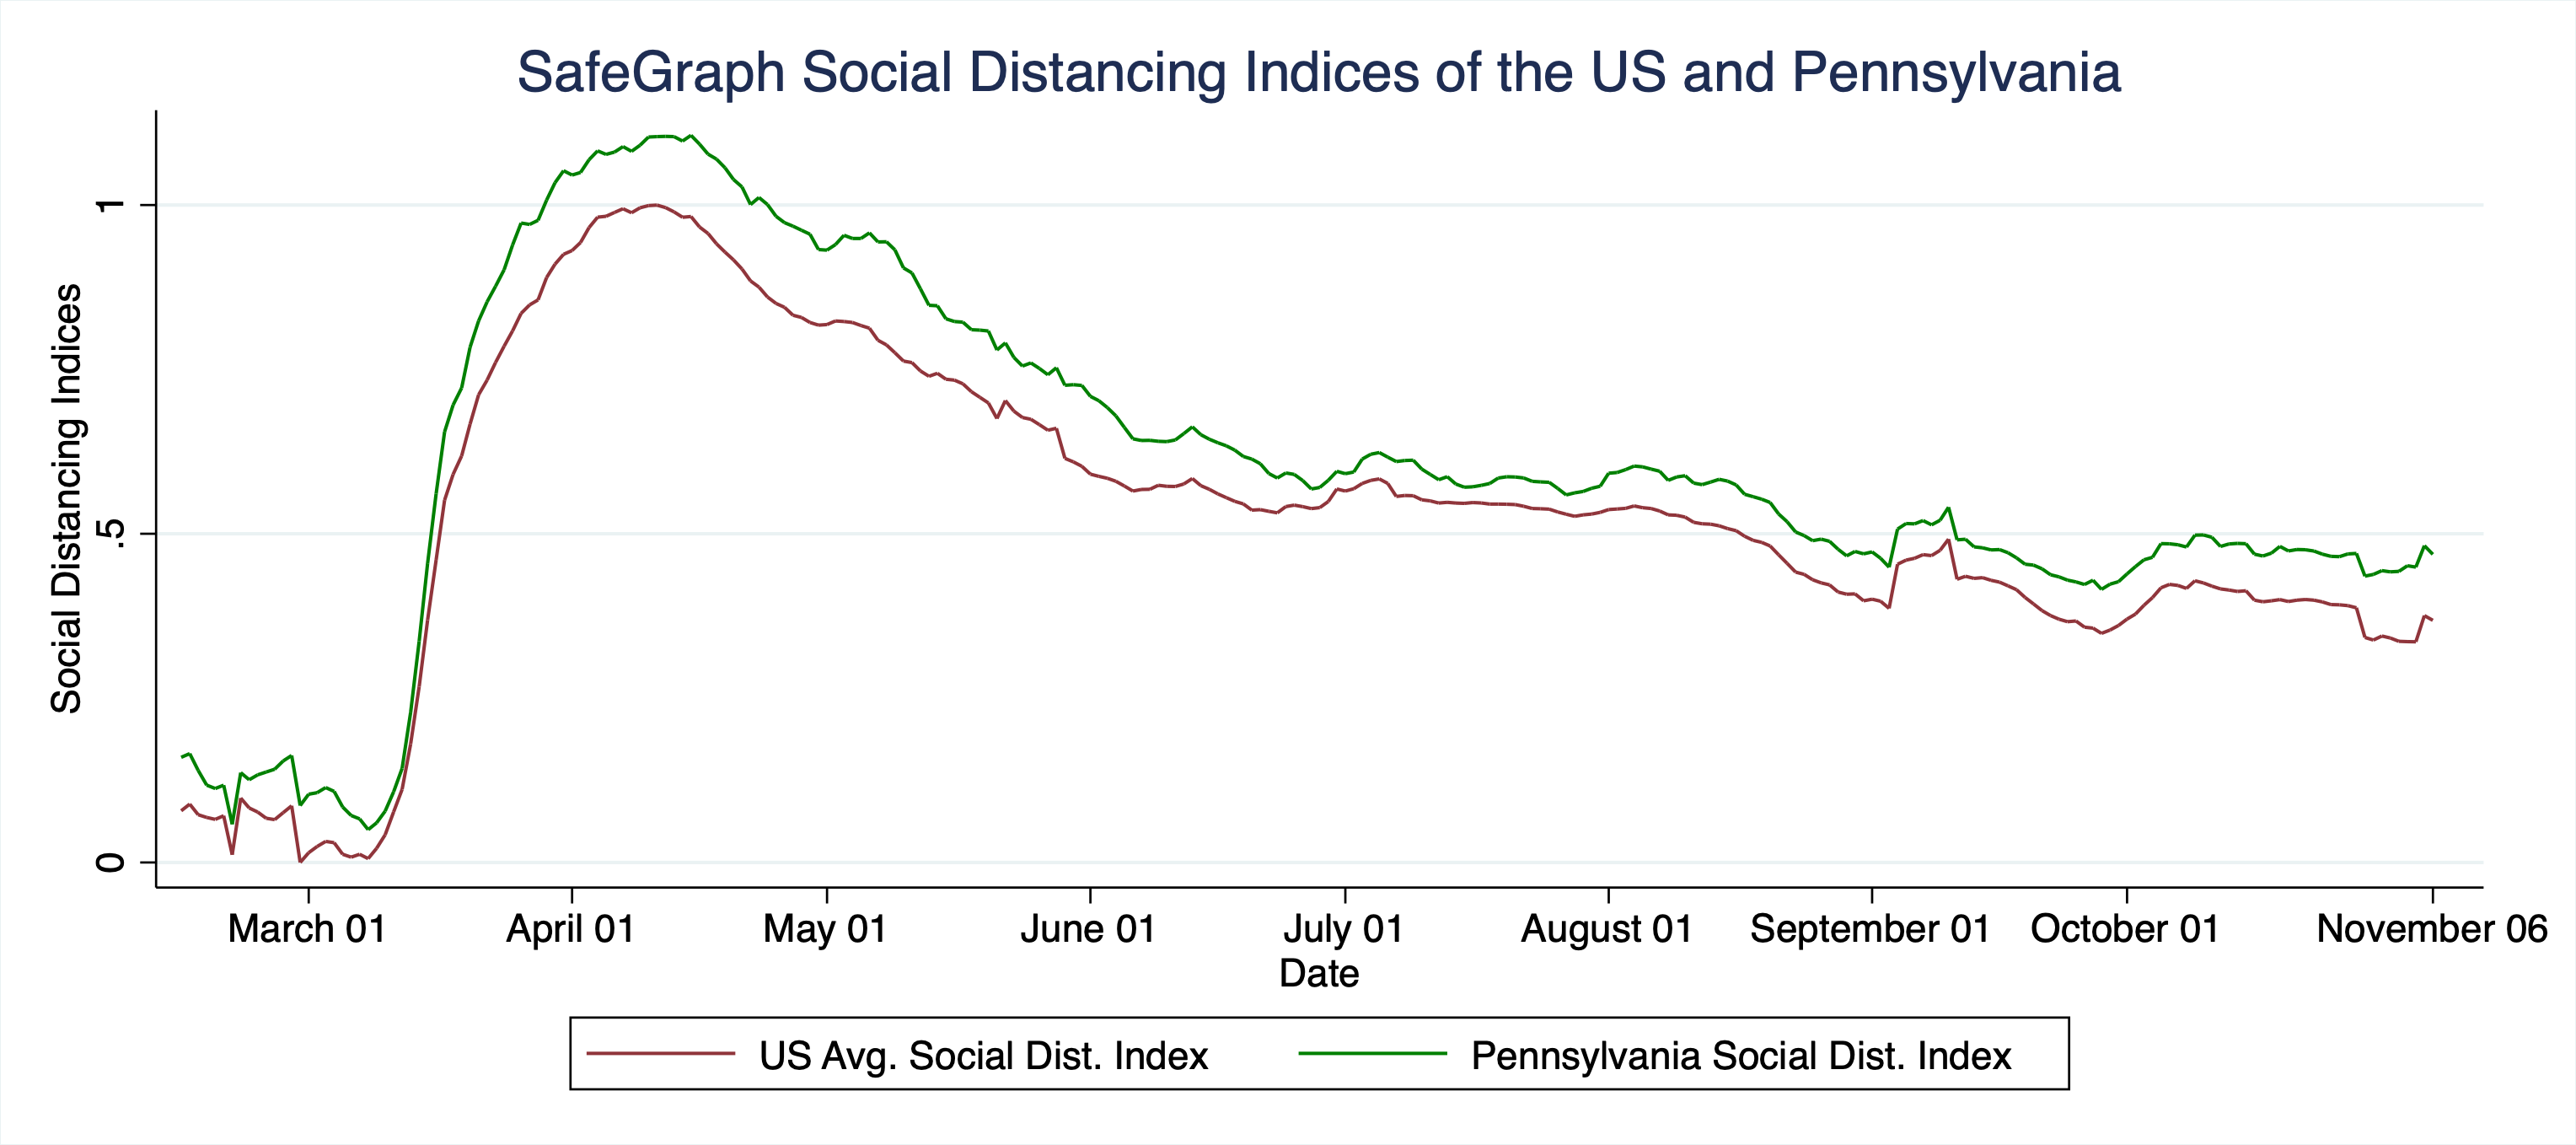 SafeGraph Social Distancing Indices of the US and Pennsylvania
Social Distancing Indices
1
.5
0
March 01
April 01
May 01
June 01
July 01
August 01
September 01
October 01
November 06
Date
US Avg. Social Dist. Index
Pennsylvania Social Dist. Index